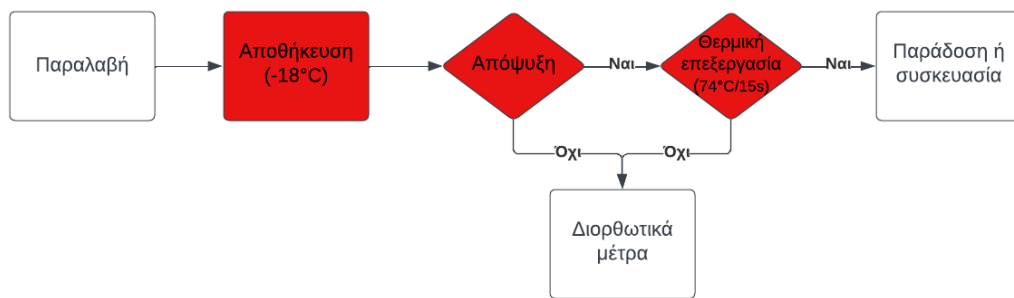 Παραλαβή
Αποθήκευση
(-18°C)
Απόψυξη
Ναι
Θερμική
επεξεργασία
(74°C/15s)
Ναι
Παράδοση ή
συσκευασία
Όχι
Όχι
Διορθωτικά
μέτρα